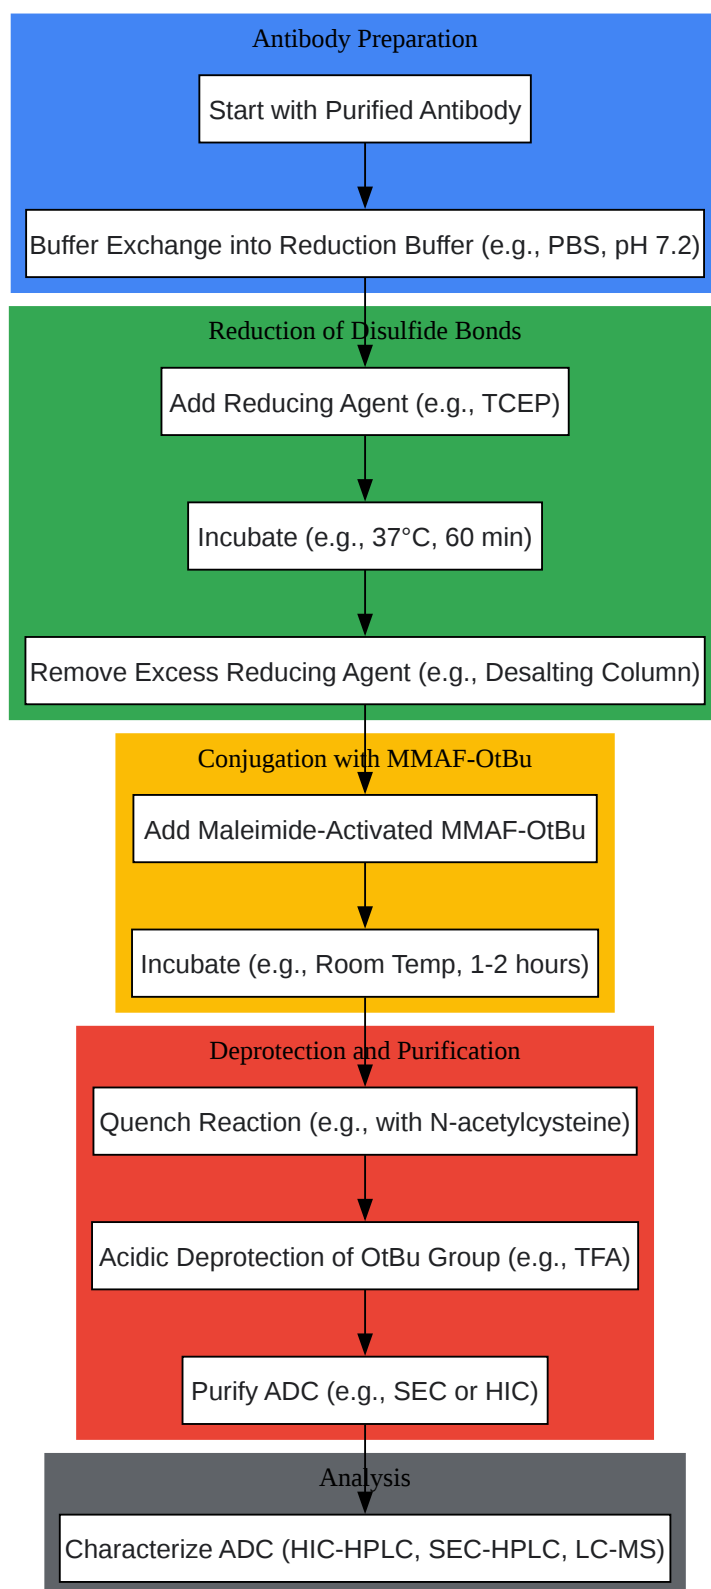 Antibody Preparation
Start with Purified Antibody
Buffer Exchange into Reduction Buffer (e.g., PBS, pH 7.2)
Reduction of Disulfide Bonds
Add Reducing Agent (e.g., TCEP)
Incubate (e.g., 37°C, 60 min)
Remove Excess Reducing Agent (e.g., Desalting Column)
Conjugation with MMAF-OtBu
Add Maleimide-Activated MMAF-OtBu
Incubate (e.g., Room Temp, 1-2 hours)
Deprotection and Purification
Quench Reaction (e.g., with N-acetylcysteine)
Acidic Deprotection of OtBu Group (e.g., TFA)
Purify ADC (e.g., SEC or HIC)
Analysis
Characterize ADC (HIC-HPLC, SEC-HPLC, LC-MS)